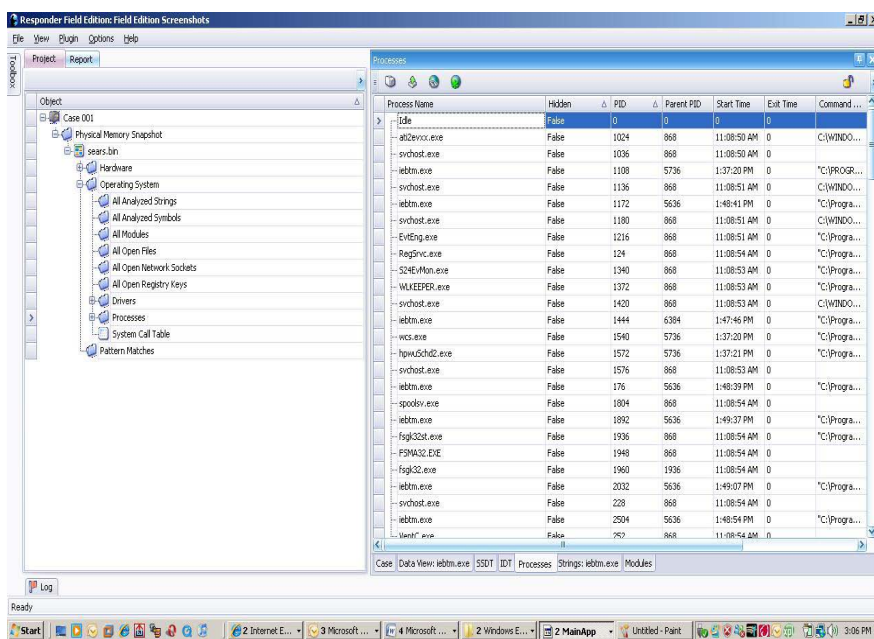 Responder Field Edition: Field Edition Screenshots
File View Plugin Options Help
Toolbox
Project Report
Object
Case 001
Physical Memory Snapshot
sears.bin
Hardware
Operating System
All Analyzed Strings
All Analyzed Symbols
All Modules
All Open Files
All Open Network Sockets
All Open Registry Keys
Drivers
Processes
System Call Table
Pattern Matches
Processes
Process Name Hidden PID Parent PID Start Time Exit Time Command ...
Idle False 0 0 0 0
ati2evxx.exe False 1024 868 11:08:50 AM 0 C:\WINDO...
svchost.exe False 1036 868 11:08:50 AM 0
iebtm.exe False 1108 5736 1:37:20 PM 0 "C:\PROGR...
svchost.exe False 1136 868 11:08:51 AM 0 C:\WINDO...
iebtm.exe False 1172 5636 1:48:41 PM 0 "C:\Progra...
svchost.exe False 1180 868 11:08:51 AM 0 C:\WINDO...
EvtEng.exe False 1216 868 11:08:51 AM 0 "C:\Progra...
RegSrvc.exe False 124 868 11:08:54 AM 0 "C:\Progra...
S24EvMon.exe False 1340 868 11:08:53 AM 0 "C:\Progra...
WLKEEPER.exe False 1372 868 11:08:53 AM 0 "C:\Progra...
svchost.exe False 1420 868 11:08:53 AM 0 C:\WINDO...
iebtm.exe False 1444 6384 1:47:46 PM 0 "C:\Progra...
wcs.exe False 1540 5736 1:37:20 PM 0 "C:\Progra...
hpwuSchd2.exe False 1572 5736 1:37:21 PM 0 "C:\Progra...
svchost.exe False 1576 868 11:08:53 AM 0
iebtm.exe False 176 5636 1:48:39 PM 0 "C:\Progra...
spoolsv.exe False 1804 868 11:08:54 AM 0
iebtm.exe False 1892 5636 1:49:37 PM 0 "C:\Progra...
fsgk32st.exe False 1936 868 11:08:54 AM 0 "C:\Progra...
FSMA32.EXE False 1948 868 11:08:54 AM 0
fsgk32.exe False 1960 1936 11:08:54 AM 0
iebtm.exe False 2032 5636 1:49:07 PM 0 "C:\Progra...
svchost.exe False 228 868 11:08:54 AM 0
iebtm.exe False 2504 5636 1:48:54 PM 0 "C:\Progra...
VentC.exe False 252 868 11:08:54 AM 0
Case Data View: iebtm.exe SSDT IDT Processes Strings: iebtm.exe Modules
Log
Ready
Start 2 Internet E... 3 Microsoft ... 4 Microsoft ... 2 Windows E... 2 MainApp Untitled - Paint 3:06 PM